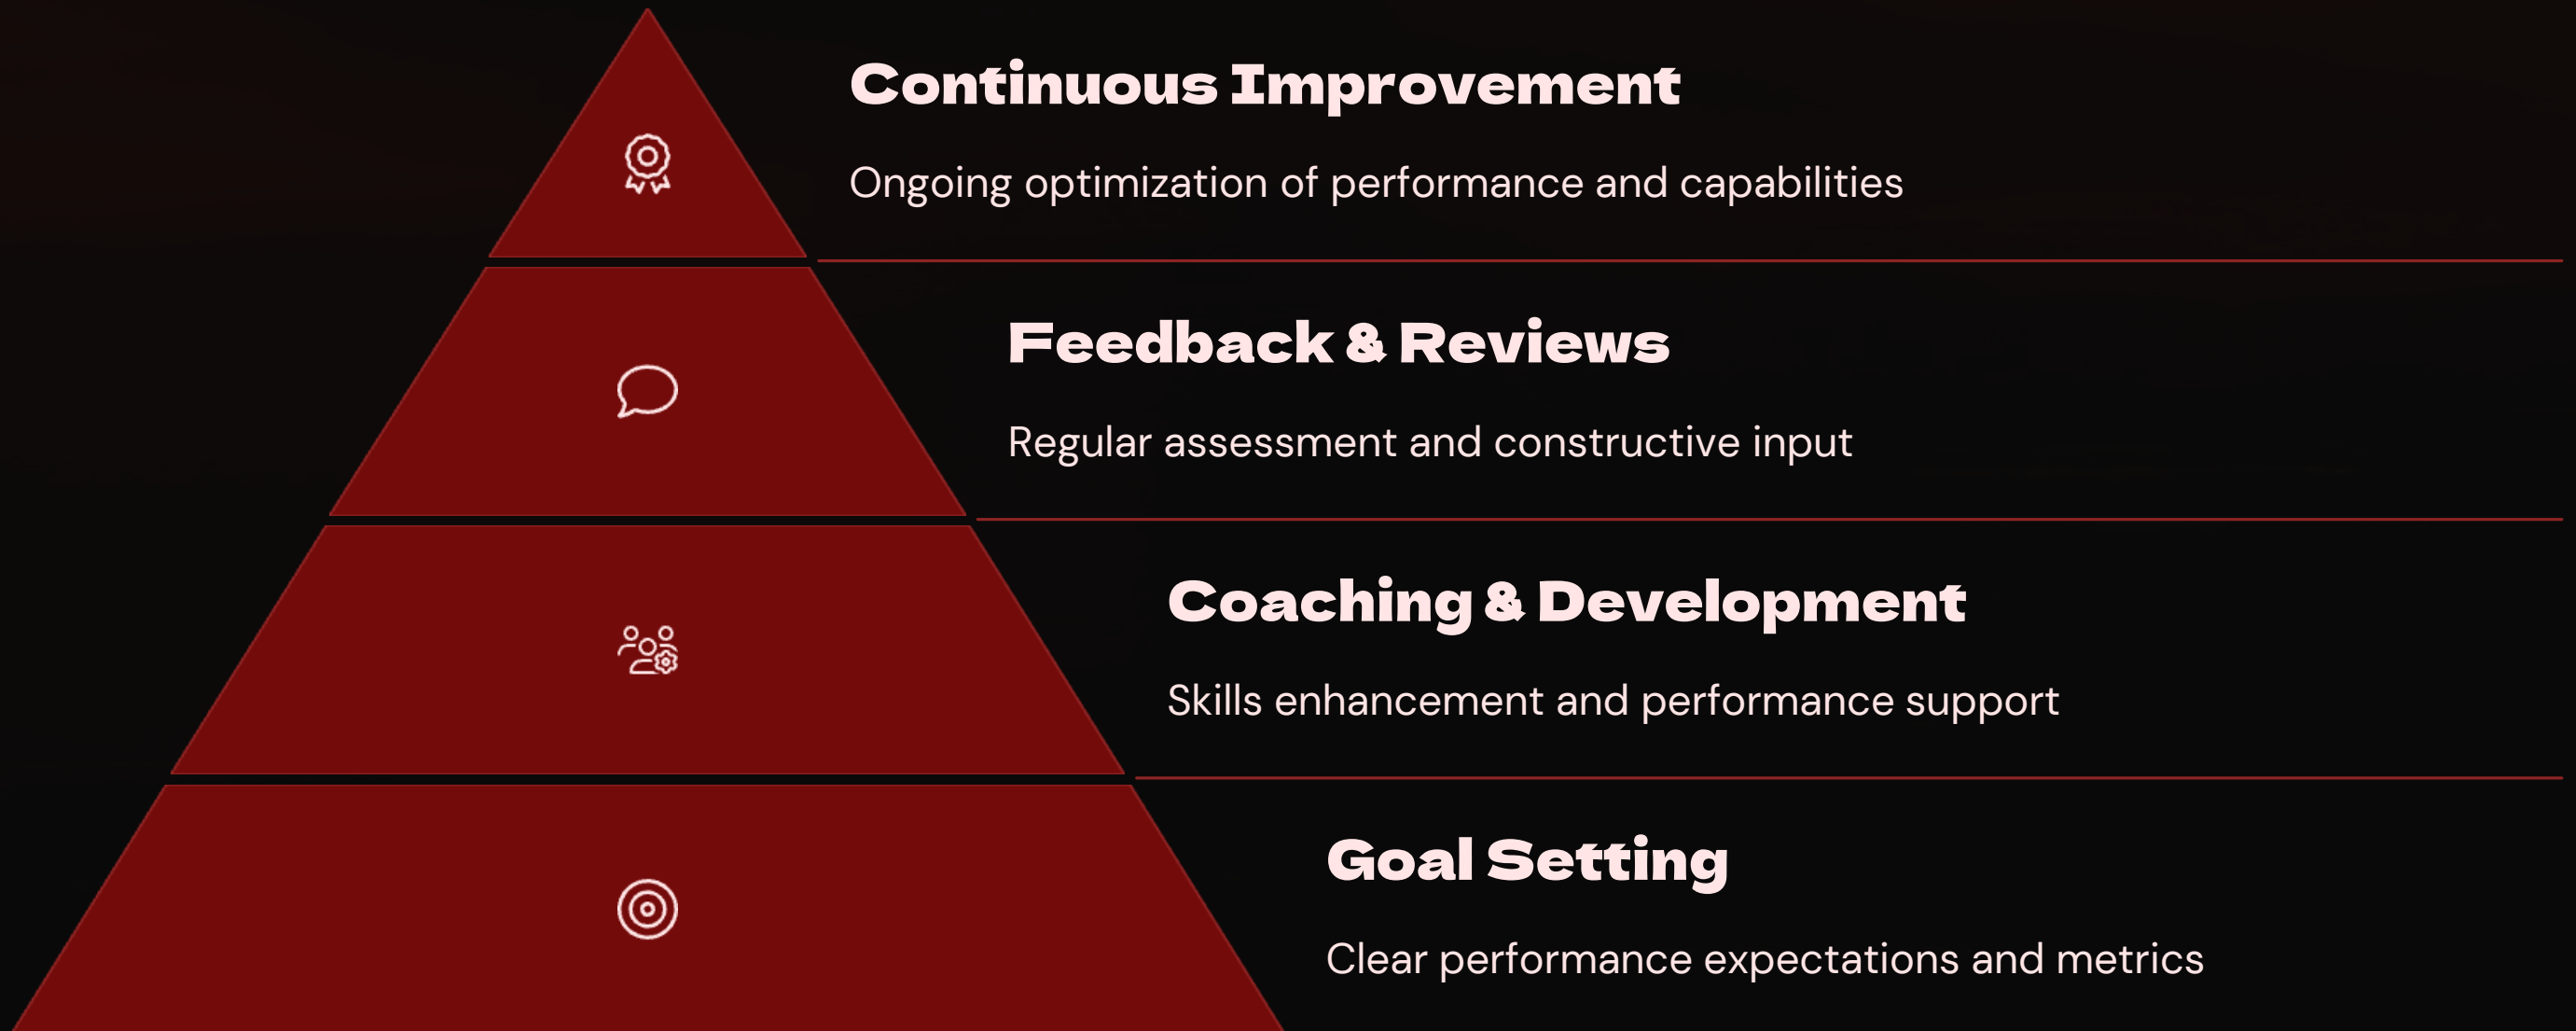 Continuous Improvement
Ongoing optimization of performance and capabilities
Feedback & Reviews
Regular assessment and constructive input
Coaching & Development
Skills enhancement and performance support
Goal Setting
Clear performance expectations and metrics